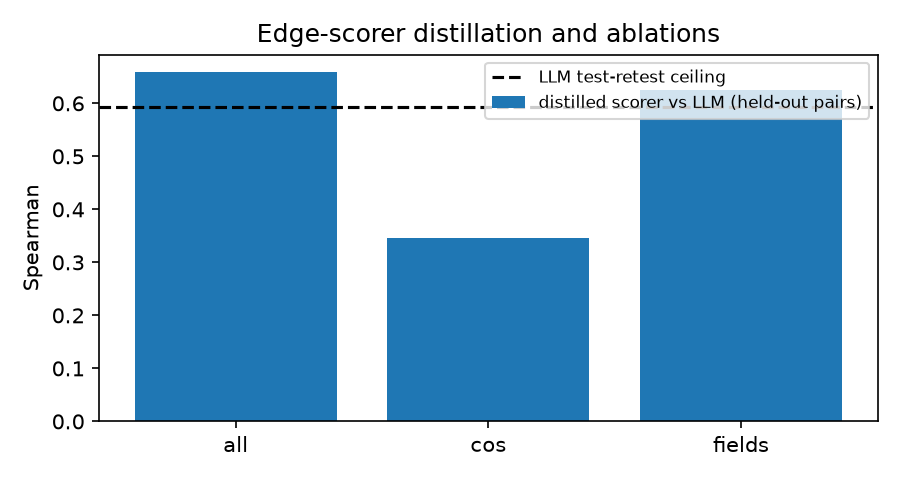 Edge-scorer distillation and ablations
LLM test-retest ceiling
distilled scorer vs LLM (held-out pairs)
Spearman
0.6
0.5
0.4
0.3
0.2
0.1
0.0
all
cos
fields